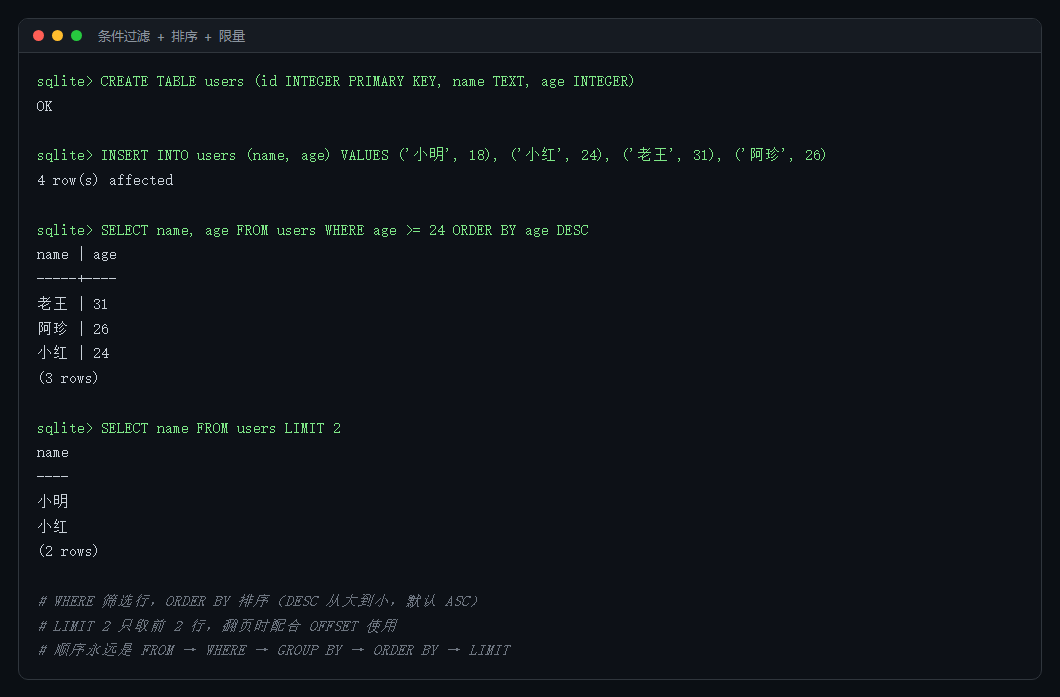 条件过滤 + 排序 + 限量
sqlite> CREATE TABLE users (id INTEGER PRIMARY KEY, name TEXT, age INTEGER)
OK
sqlite> INSERT INTO users (name, age) VALUES ('小明', 18), ('小红', 24), ('老王', 31), ('阿珍', 26)
4 row(s) affected
sqlite> SELECT name, age FROM users WHERE age >= 24 ORDER BY age DESC
name | age
-----+----
老王 | 31
阿珍 | 26
小红 | 24
(3 rows)
sqlite> SELECT name FROM users LIMIT 2
name
----
小明
小红
(2 rows)
# WHERE 筛选行，ORDER BY 排序（DESC 从大到小，默认 ASC）
# LIMIT 2 只取前 2 行，翻页时配合 OFFSET 使用
# 顺序永远是 FROM → WHERE → GROUP BY → ORDER BY → LIMIT